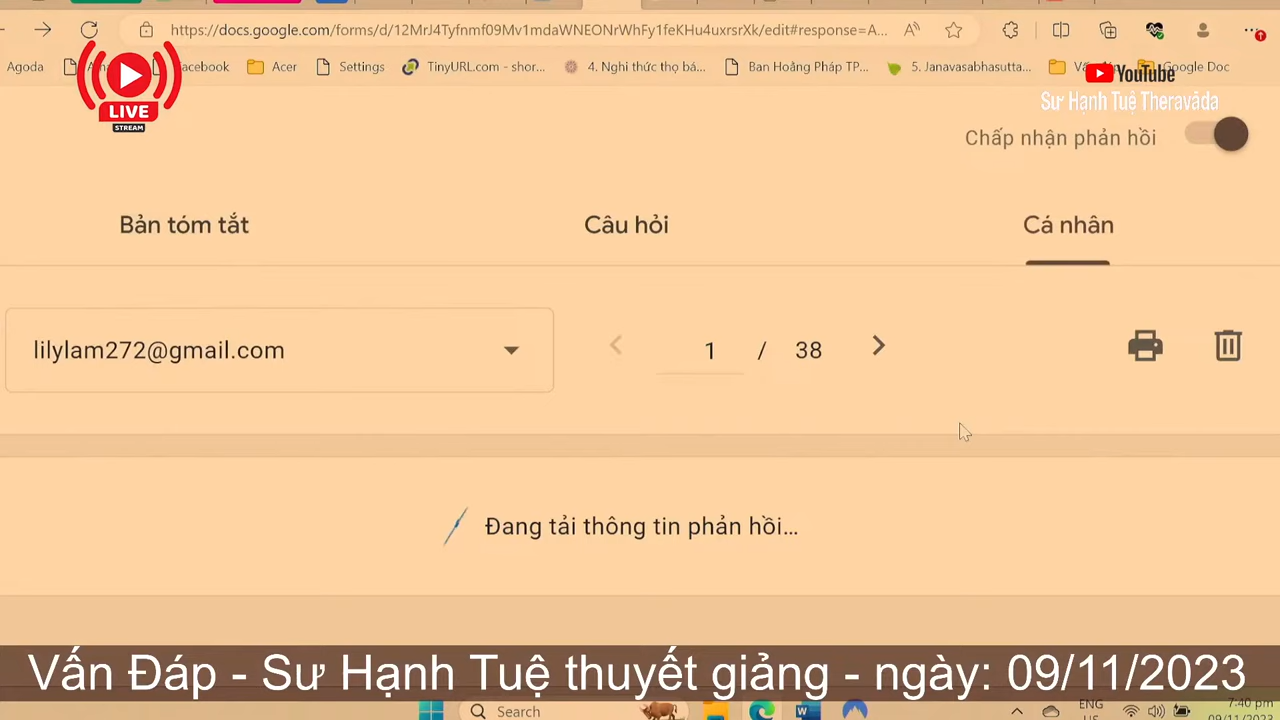 https://docs.google.com/forms/d/12MrJ4Tyfnmf09Mv1mdaWNEONrWhFy1feKHu4uxrsrXk/edit#response=A...
Agoda
Facebook
Acer
Settings
TinyURL.com - shor...
4. Nghi thức thọ bá...
Ban Hoằng Pháp TP...
5. Janavasabhasutta...
Google Doc
LIVE
STREAM
YouTube
Sư Hạnh Tuệ Theravāda
Chấp nhận phản hồi
Bản tóm tắt
Câu hỏi
Cá nhân
lilylam272@gmail.com
1 / 38
Đang tải thông tin phản hồi...
Vấn Đáp - Sư Hạnh Tuệ thuyết giảng - ngày: 09/11/2023
Search
ENG
7:40 pm
09/11/2023